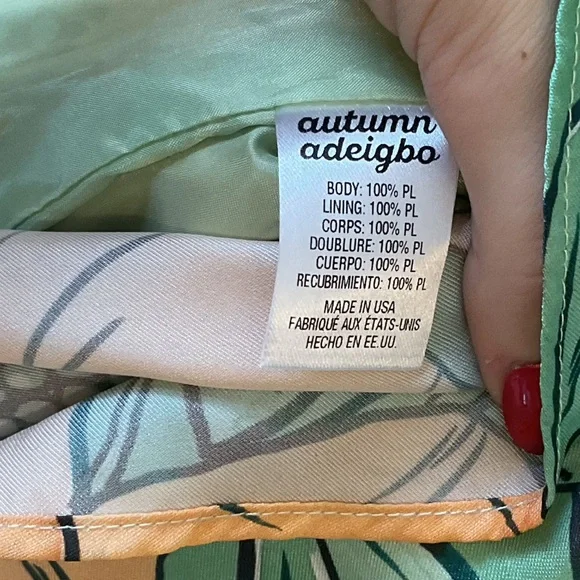 autumn
adeigbo
BODY: 100% PL
LINING: 100% PL
CORPS: 100% PL
DOUBLURE: 100% PL
CUERPO: 100% PL
RECUBRIMIENTO: 100% PL
MADE IN USA
FABRIQUÉ AUX ÉTATS-UNIS
HECHO EN EE.UU.